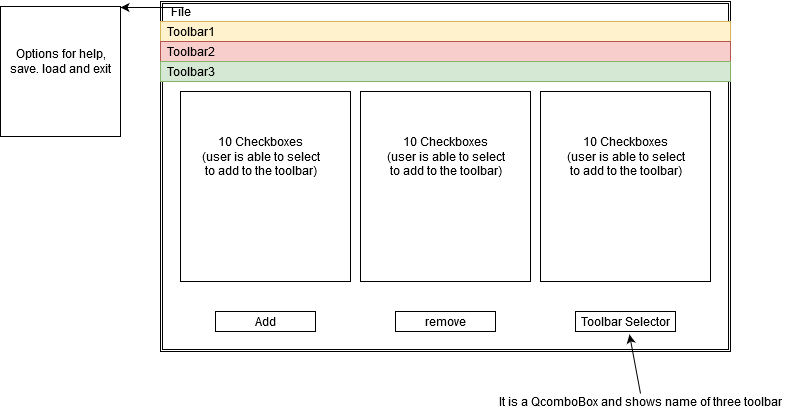 File
Toolbar1
Toolbar2
Toolbar3
Options for help,
save. load and exit
10 Checkboxes
(user is able to select
to add to the toolbar)
10 Checkboxes
(user is able to select
to add to the toolbar)
10 Checkboxes
(user is able to select
to add to the toolbar)
Add
remove
Toolbar Selector
It is a QcomboBox and shows name of three toolbar